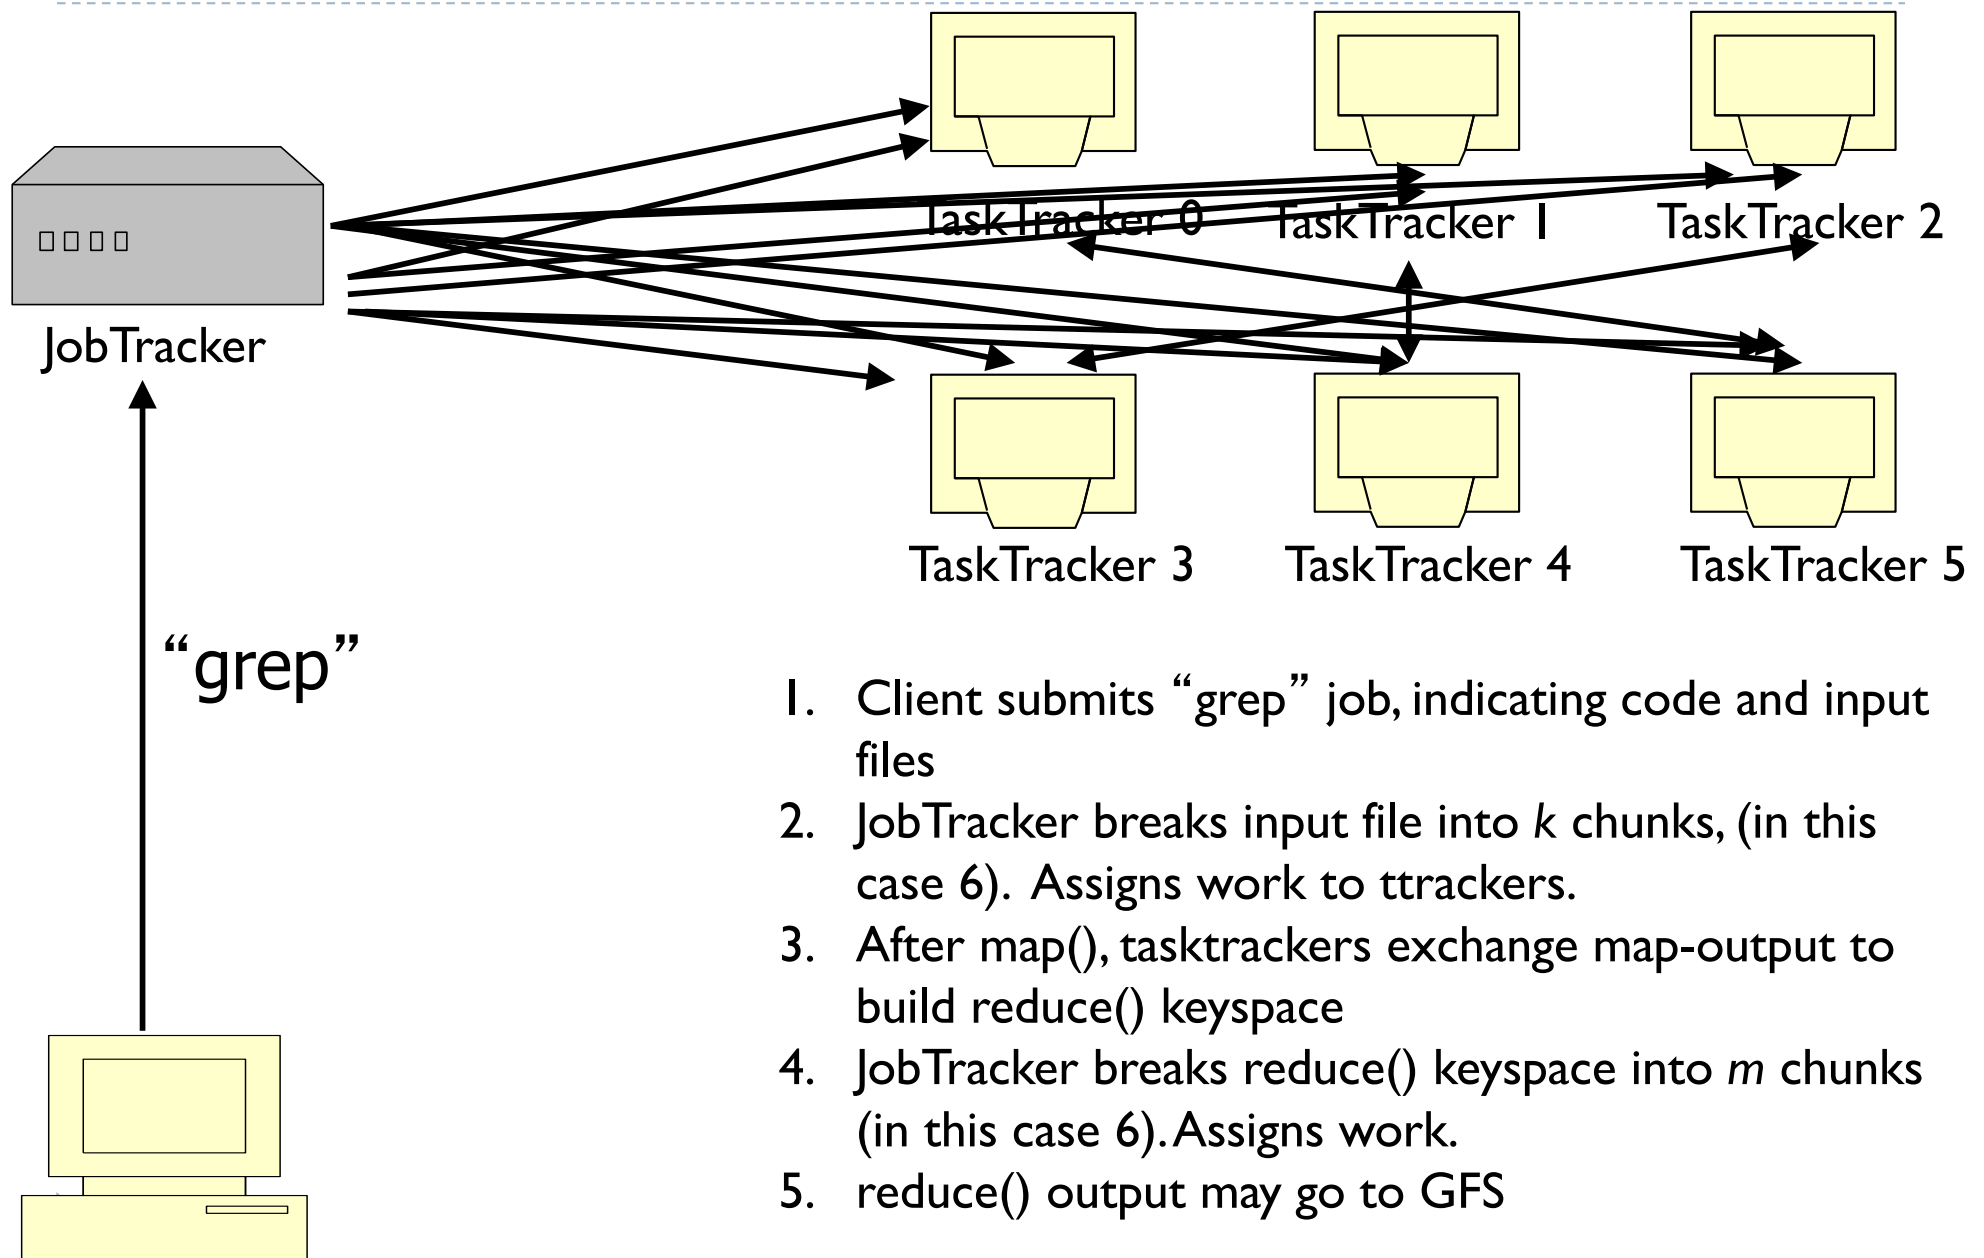 TaskTracker 0 TaskTracker 1 TaskTracker 2
JobTracker
TaskTracker 3 TaskTracker 4 TaskTracker 5
“grep”
1. Client submits “grep” job, indicating code and input
files
2. JobTracker breaks input file into k chunks, (in this
case 6). Assigns work to ttrackers.
3. After map(), tasktrackers exchange map-output to
build reduce() keyspace
4. JobTracker breaks reduce() keyspace into m chunks
(in this case 6). Assigns work.
5. reduce() output may go to GFS